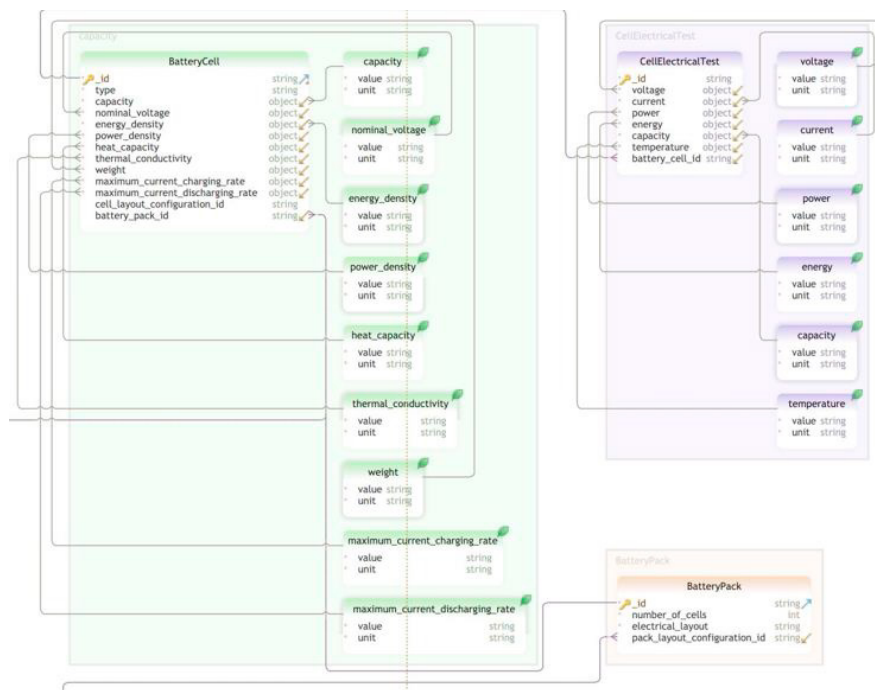 capacity
BatteryCell
_id string
type string
capacity object
nominal_voltage object
energy_density object
power_density object
heat_capacity object
thermal_conductivity object
weight object
maximum_current_charging_rate object
maximum_current_discharging_rate object
cell_layout_configuration_id string
battery_pack_id string
capacity
value string
unit string
nominal_voltage
value string
unit string
energy_density
value string
unit string
power_density
value string
unit string
heat_capacity
value string
unit string
thermal_conductivity
value string
unit string
weight
value string
unit string
maximum_current_charging_rate
value string
unit string
maximum_current_discharging_rate
value string
unit string
CellElectricalTest
CellElectricalTest
_id string
voltage object
current object
power object
energy object
capacity object
temperature object
battery_cell_id string
voltage
value string
unit string
current
value string
unit string
power
value string
unit string
energy
value string
unit string
capacity
value string
unit string
temperature
value string
unit string
BatteryPack
BatteryPack
_id string
number_of_cells int
electrical_layout string
pack_layout_configuration_id string